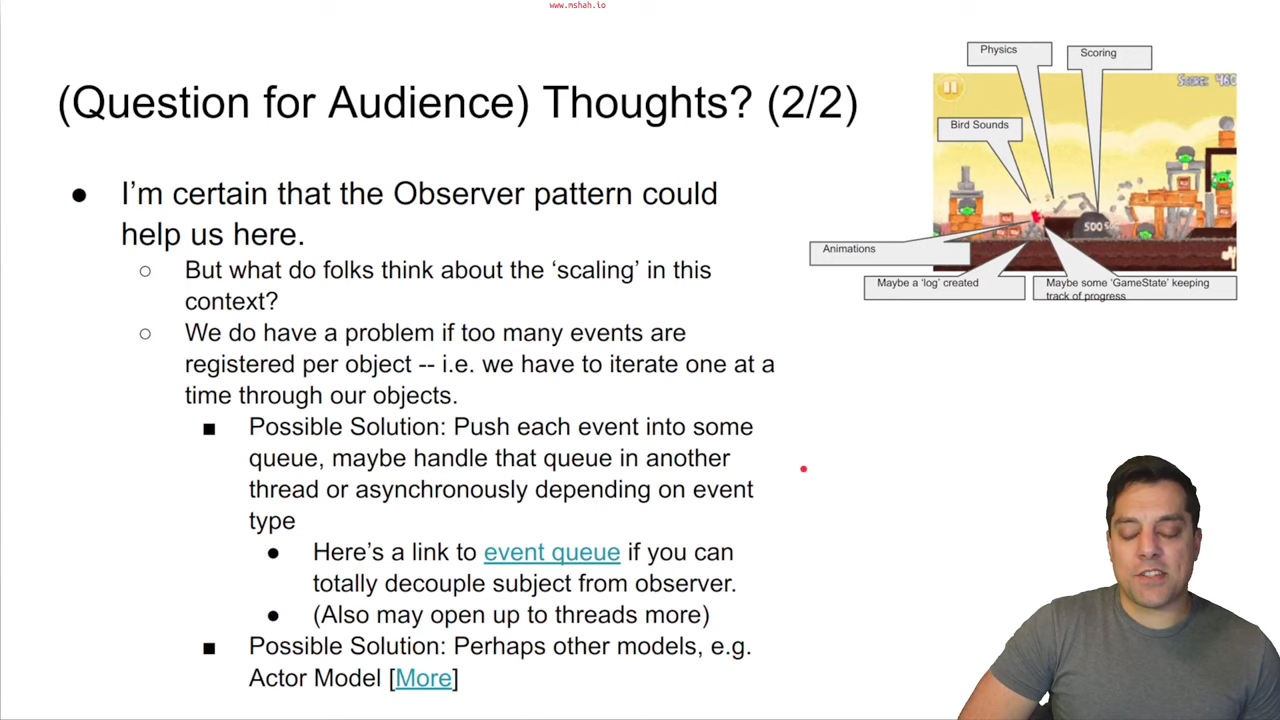 www.mshah.io
(Question for Audience) Thoughts? (2/2)
● I'm certain that the Observer pattern could
help us here.
○ But what do folks think about the 'scaling' in this
context?
○ We do have a problem if too many events are
registered per object -- i.e. we have to iterate one at a
time through our objects.
■ Possible Solution: Push each event into some
queue, maybe handle that queue in another
thread or asynchronously depending on event
type
● Here's a link to event queue if you can
totally decouple subject from observer.
● (Also may open up to threads more)
■ Possible Solution: Perhaps other models, e.g.
Actor Model [More]
Physics
Scoring
Bird Sounds
Animations
Maybe a 'log' created
Maybe some 'GameState' keeping
track of progress
500